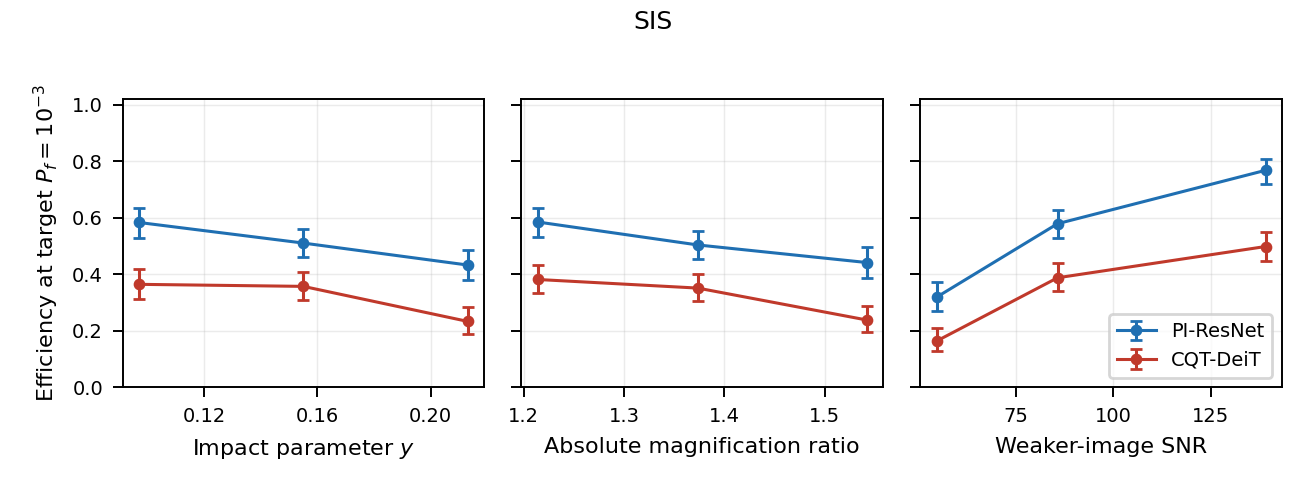 SIS
Efficiency at target $P_f = 10^{-3}$
1.0
0.8
0.6
0.4
0.2
0.0
0.12 0.16 0.20
Impact parameter $y$
1.2 1.3 1.4 1.5
Absolute magnification ratio
75 100 125
Weaker-image SNR
PI-ResNet
CQT-DeiT